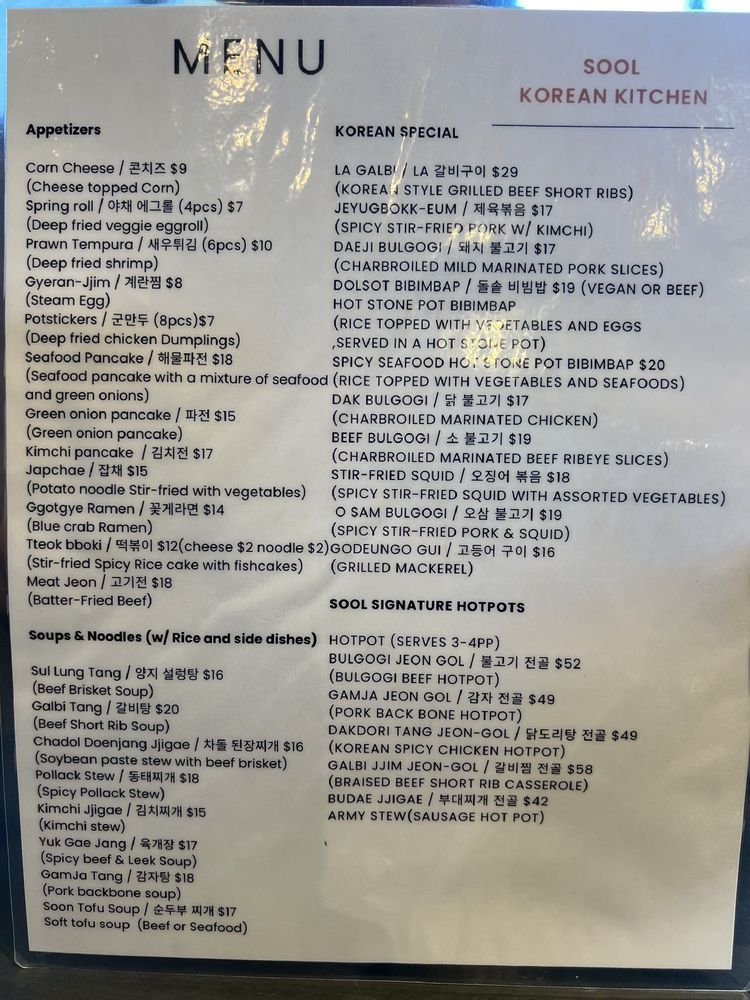 MENU
SOOL
KOREAN KITCHEN
Appetizers
Corn Cheese / 콘치즈 $9
(Cheese topped Corn)
Spring roll / 야채 에그롤 (4pcs) $7
(Deep fried veggie eggroll)
Prawn Tempura / 새우튀김 (6pcs) $10
(Deep fried shrimp)
Gyeran-Jjim / 계란찜 $8
(Steam Egg)
Potstickers / 군만두 (8pcs)$7
(Deep fried chicken Dumplings)
Seafood Pancake / 해물파전 $18
(Seafood pancake with a mixture of seafood
and green onions)
Green onion pancake / 파전 $15
(Green onion pancake)
Kimchi pancake / 김치전 $17
Japchae / 잡채 $15
(Potato noodle Stir-fried with vegetables)
Ggotgye Ramen / 꽃게라면 $14
(Blue crab Ramen)
Tteok bboki / 떡볶이 $12(cheese $2 noodle $2)
(Stir-fried Spicy Rice cake with fishcakes)
Meat Jeon / 고기전 $18
(Batter-Fried Beef)
Soups & Noodles (w/ Rice and side dishes)
Sul Lung Tang / 양지 설렁탕 $16
(Beef Brisket Soup)
Galbi Tang / 갈비탕 $20
(Beef Short Rib Soup)
Chadol Doenjang Jjigae / 차돌 된장찌개 $16
(Soybean paste stew with beef brisket)
Pollack Stew / 동태찌개 $18
(Spicy Pollack Stew)
Kimchi Jjigae / 김치찌개 $15
(Kimchi stew)
Yuk Gae Jang / 육개장 $17
(Spicy beef & Leek Soup)
GamJa Tang / 감자탕 $18
(Pork backbone soup)
Soon Tofu Soup / 순두부 찌개 $17
Soft tofu soup (Beef or Seafood)
KOREAN SPECIAL
LA GALBI / LA 갈비구이 $29
(KOREAN STYLE GRILLED BEEF SHORT RIBS)
JEYUGBOKK-EUM / 제육볶음 $17
(SPICY STIR-FRIED PORK W/ KIMCHI)
DAEJI BULGOGI / 돼지 불고기 $17
(CHARBROILED MILD MARINATED PORK SLICES)
DOLSOT BIBIMBAP / 돌솥 비빔밥 $19 (VEGAN OR BEEF)
HOT STONE POT BIBIMBAP
(RICE TOPPED WITH VEGETABLES AND EGGS
,SERVED IN A HOT STONE POT)
SPICY SEAFOOD HOT STONE POT BIBIMBAP $20
(RICE TOPPED WITH VEGETABLES AND SEAFOODS)
DAK BULGOGI / 닭 불고기 $17
(CHARBROILED MARINATED CHICKEN)
BEEF BULGOGI / 소 불고기 $19
(CHARBROILED MARINATED BEEF RIBEYE SLICES)
STIR-FRIED SQUID / 오징어 볶음 $18
(SPICY STIR-FRIED SQUID WITH ASSORTED VEGETABLES)
O SAM BULGOGI / 오삼 불고기 $19
(SPICY STIR-FRIED PORK & SQUID)
GODEUNGO GUI / 고등어 구이 $16
(GRILLED MACKEREL)
SOOL SIGNATURE HOTPOTS
HOTPOT (SERVES 3-4PP)
BULGOGI JEON GOL / 불고기 전골 $52
(BULGOGI BEEF HOTPOT)
GAMJA JEON GOL / 감자 전골 $49
(PORK BACK BONE HOTPOT)
DAKDORI TANG JEON-GOL / 닭도리탕 전골 $49
(KOREAN SPICY CHICKEN HOTPOT)
GALBI JJIM JEON-GOL / 갈비찜 전골 $58
(BRAISED BEEF SHORT RIB CASSEROLE)
BUDAE JJIGAE / 부대찌개 전골 $42
ARMY STEW(SAUSAGE HOT POT)